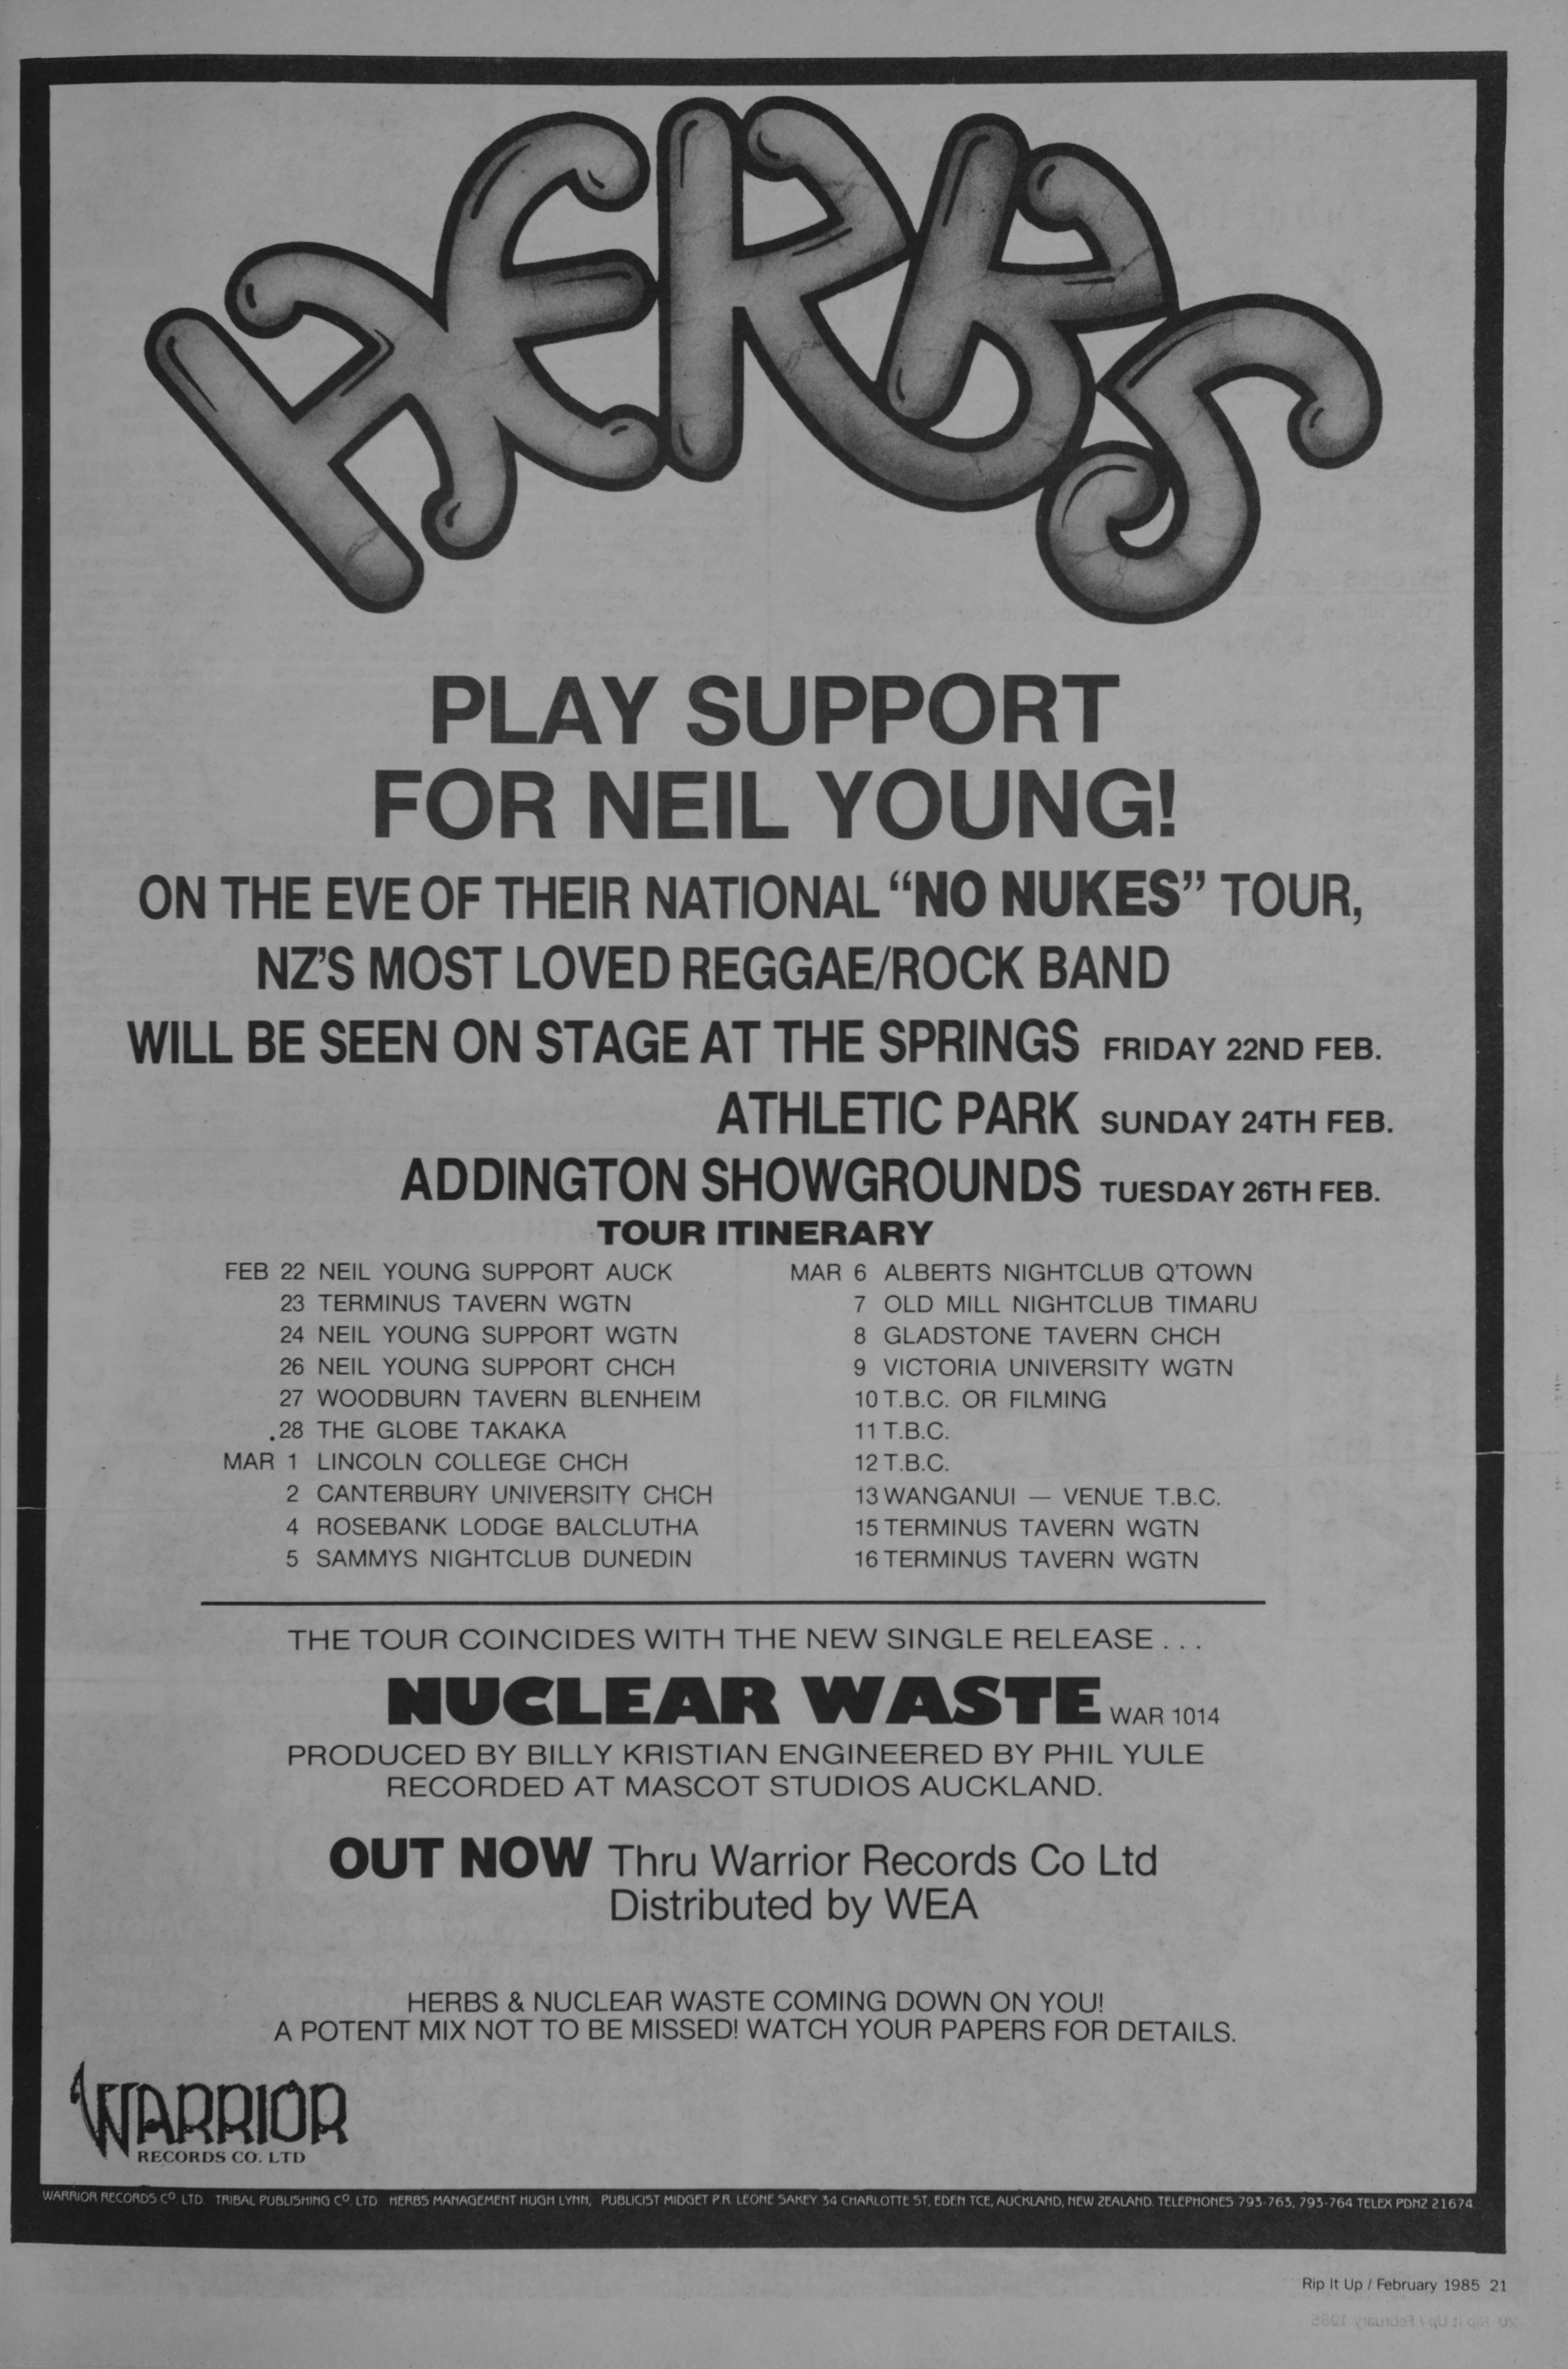 HERBS
PLAY SUPPORT
FOR NEIL YOUNG!
ON THE EVE OF THEIR NATIONAL “NO NUKES” TOUR,
NZ'S MOST LOVED REGGAE/ROCK BAND
WILL BE SEEN ON STAGE AT THE SPRINGS FRIDAY 22ND FEB.
ATHLETIC PARK SUNDAY 24TH FEB.
ADDINGTON SHOWGROUNDS TUESDAY 26TH FEB.
TOUR ITINERARY
FEB 22 NEIL YOUNG SUPPORT AUCK
23 TERMINUS TAVERN WGTN
24 NEIL YOUNG SUPPORT WGTN
26 NEIL YOUNG SUPPORT CHCH
27 WOODBURN TAVERN BLENHEIM
28 THE GLOBE TAKAKA
MAR 1 LINCOLN COLLEGE CHCH
2 CANTERBURY UNIVERSITY CHCH
4 ROSEBANK LODGE BALCLUTHA
5 SAMMYS NIGHTCLUB DUNEDIN
MAR 6 ALBERTS NIGHTCLUB Q'TOWN
7 OLD MILL NIGHTCLUB TIMARU
8 GLADSTONE TAVERN CHCH
9 VICTORIA UNIVERSITY WGTN
10 T.B.C. OR FILMING
11 T.B.C.
12 T.B.C.
13 WANGANUI — VENUE T.B.C.
15 TERMINUS TAVERN WGTN
16 TERMINUS TAVERN WGTN
THE TOUR COINCIDES WITH THE NEW SINGLE RELEASE . . .
NUCLEAR WASTE WAR 1014
PRODUCED BY BILLY KRISTIAN ENGINEERED BY PHIL YULE
RECORDED AT MASCOT STUDIOS AUCKLAND.
OUT NOW Thru Warrior Records Co Ltd
Distributed by WEA
HERBS & NUCLEAR WASTE COMING DOWN ON YOU!
A POTENT MIX NOT TO BE MISSED! WATCH YOUR PAPERS FOR DETAILS.
WARRIOR
RECORDS CO. LTD
WARRIOR RECORDS CO. LTD. TRIBAL PUBLISHING CO. LTD HERBS MANAGEMENT HUGH LYNN, PUBLICIST MIDGET P.R. LEONE SAKEY 34 CHARLOTTE ST, EDEN TCE, AUCKLAND, NEW ZEALAND. TELEPHONES 793-763, 793-764 TELEX PDNZ 21674
Rip It Up / February 1985 21